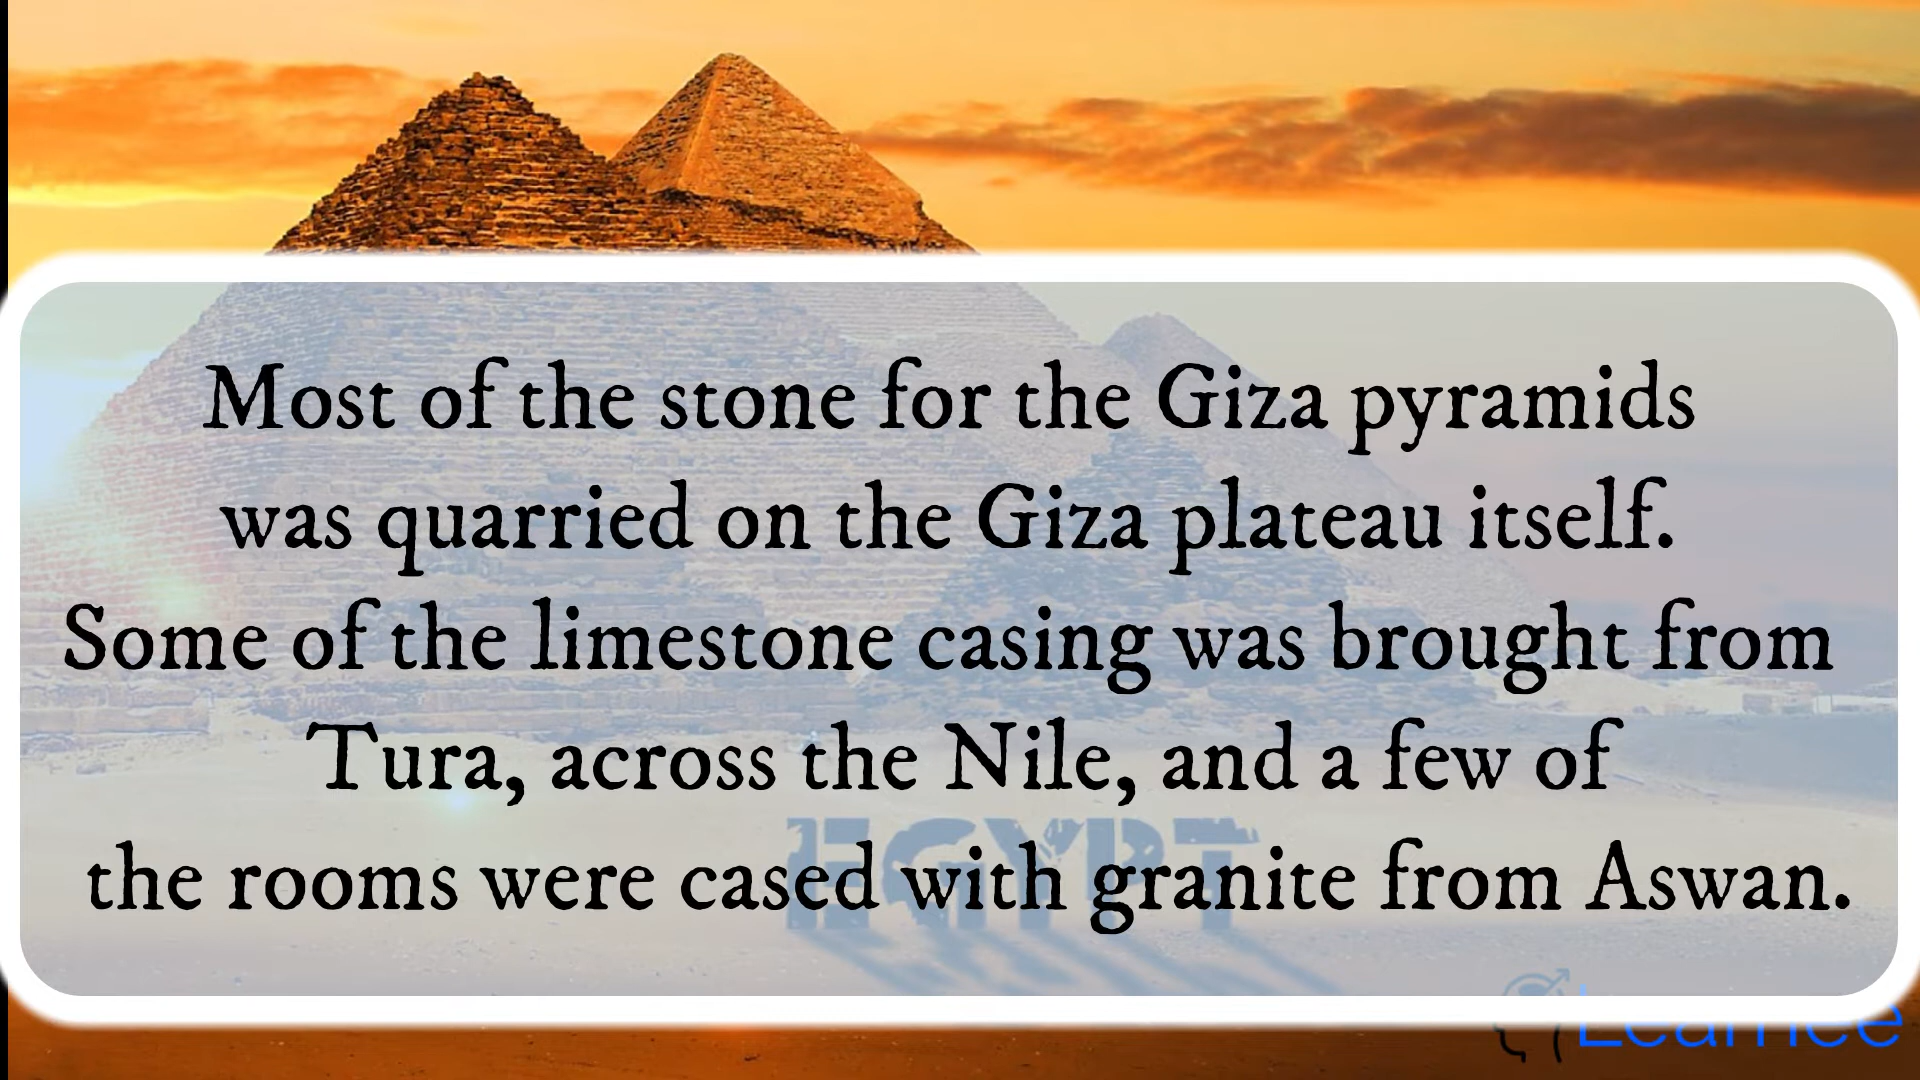 Most of the stone for the Giza pyramids
was quarried on the Giza plateau itself.
Some of the limestone casing was brought from
Tura, across the Nile, and a few of
the rooms were cased with granite from Aswan.
EGYPT
Learnee